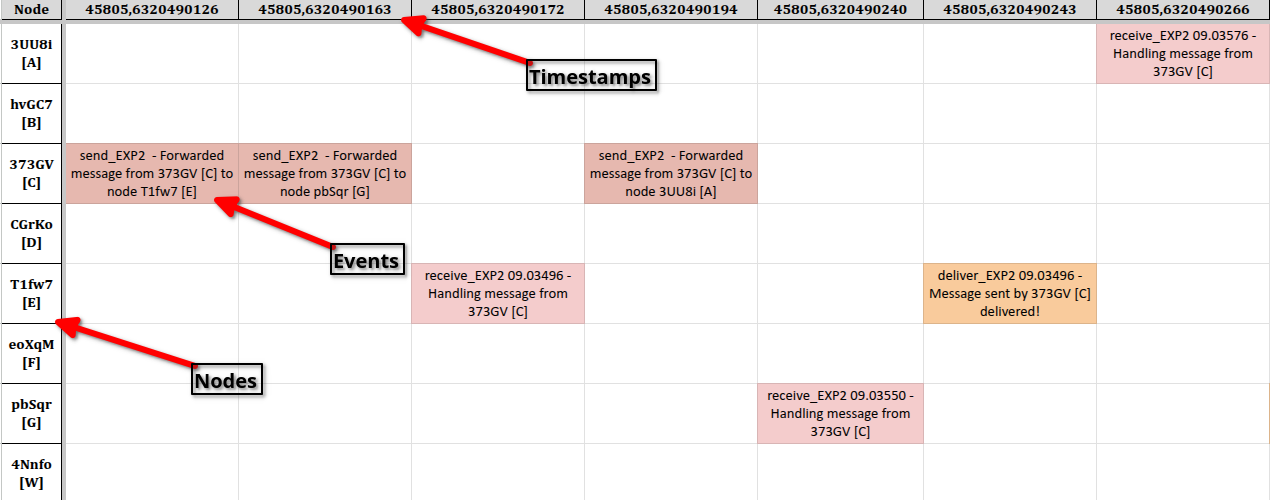 Node 45805,6320490126 45805,6320490163 45805,6320490172 45805,6320490194 45805,6320490240 45805,6320490243 45805,6320490266
3UU8i
[A]
receive_EXP2 09.03576 -
Handling message from
373GV [C]
Timestamps
hvGC7
[B]
373GV
[C]
send_EXP2 - Forwarded
message from 373GV [C] to
node T1fw7 [E]
send_EXP2 - Forwarded
message from 373GV [C] to
node pbSqr [G]
send_EXP2 - Forwarded
message from 373GV [C] to
node 3UU8i [A]
CGrKo
[D]
Events
T1fw7
[E]
receive_EXP2 09.03496 -
Handling message from
373GV [C]
deliver_EXP2 09.03496 -
Message sent by 373GV [C]
delivered!
eoXqM
[F]
Nodes
pbSqr
[G]
receive_EXP2 09.03550 -
Handling message from
373GV [C]
4Nnfo
[W]